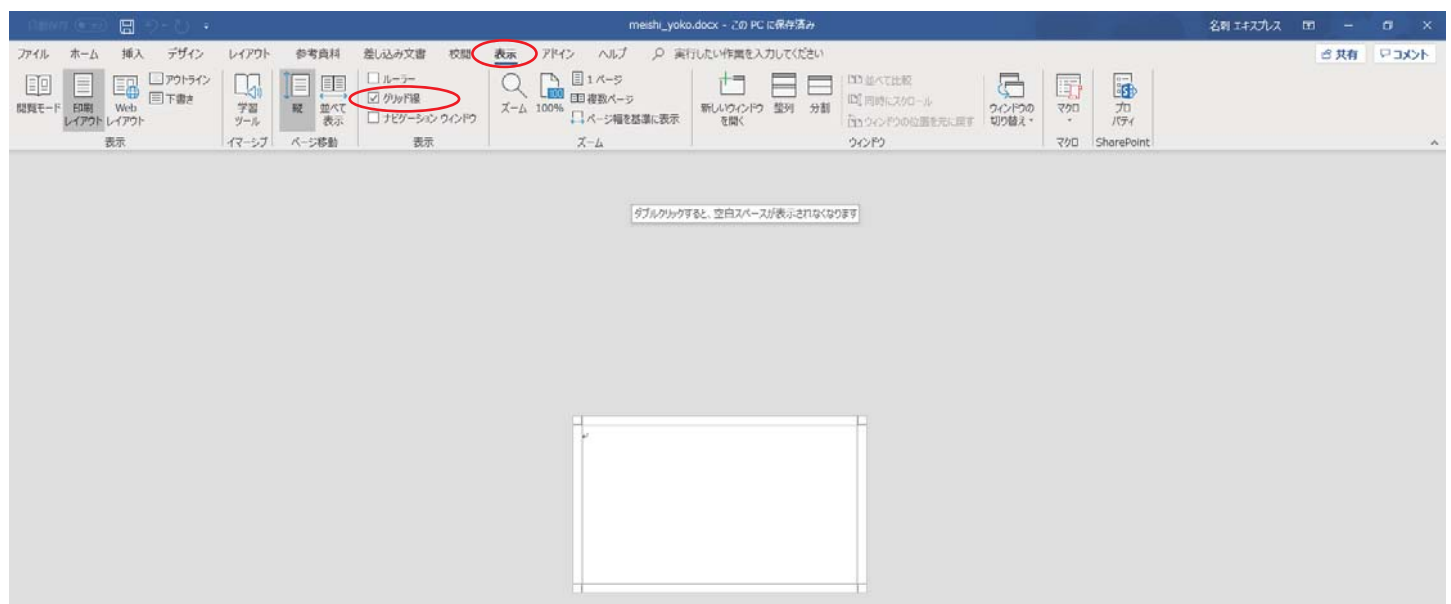 meishi_yoko.docx - この PC に保存済み
名刺 エキスプレス
ファイル ホーム 挿入 デザイン レイアウト 参考資料 差し込み文書 校閲 表示 アドイン ヘルプ 実行したい作業を入力してください 共有 コメント
閲覧モード
印刷
レイアウト
Web
レイアウト
アウトライン
下書き
表示
学習
ツール
イマーシブ
縦
並べて
表示
ページ移動
ルーラー
グリッド線
ナビゲーション ウィンドウ
表示
ズーム
100
100%
1 ページ
複数ページ
ページ幅を基準に表示
ズーム
新しいウィンドウ
を開く
整列
分割
並べて比較
同時にスクロール
ウィンドウの位置を元に戻す
ウィンドウの
切り替え
ウィンドウ
マクロ
マクロ
プロ
パティ
SharePoint
ダブルクリックすると、空白スペースが表示されなくなります